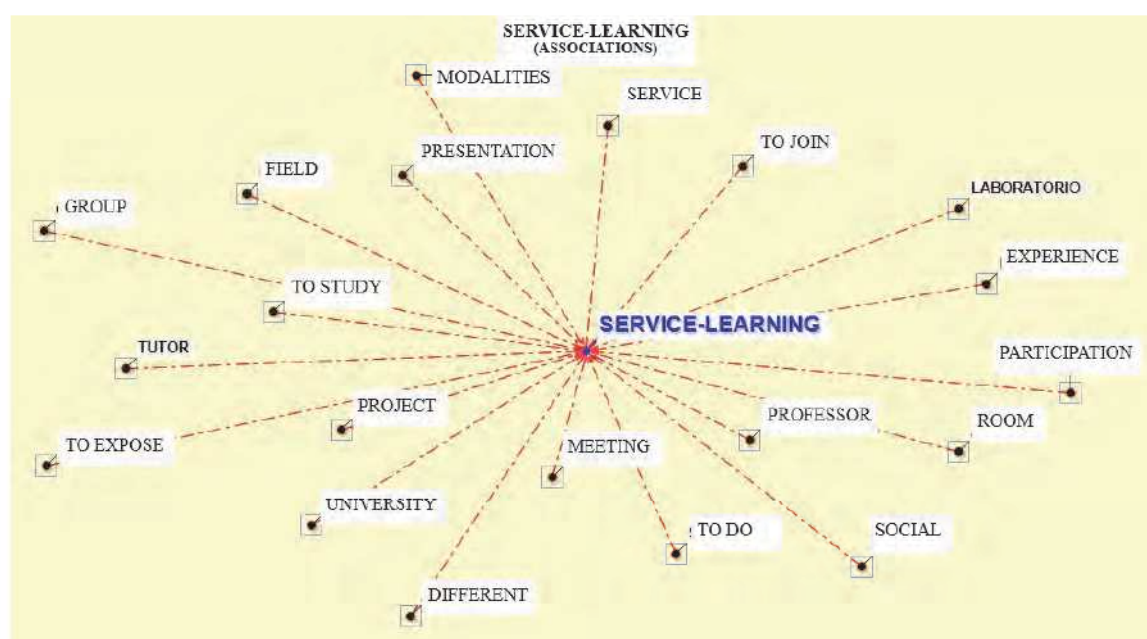 SERVICE-LEARNING
(ASSOCIATIONS)
MODALITIES
SERVICE
PRESENTATION
TO JOIN
FIELD
LABORATORIO
GROUP
EXPERIENCE
TO STUDY
SERVICE-LEARNING
TUTOR
PARTICIPATION
PROJECT
PROFESSOR
ROOM
TO EXPOSE
MEETING
UNIVERSITY
TO DO
SOCIAL
DIFFERENT